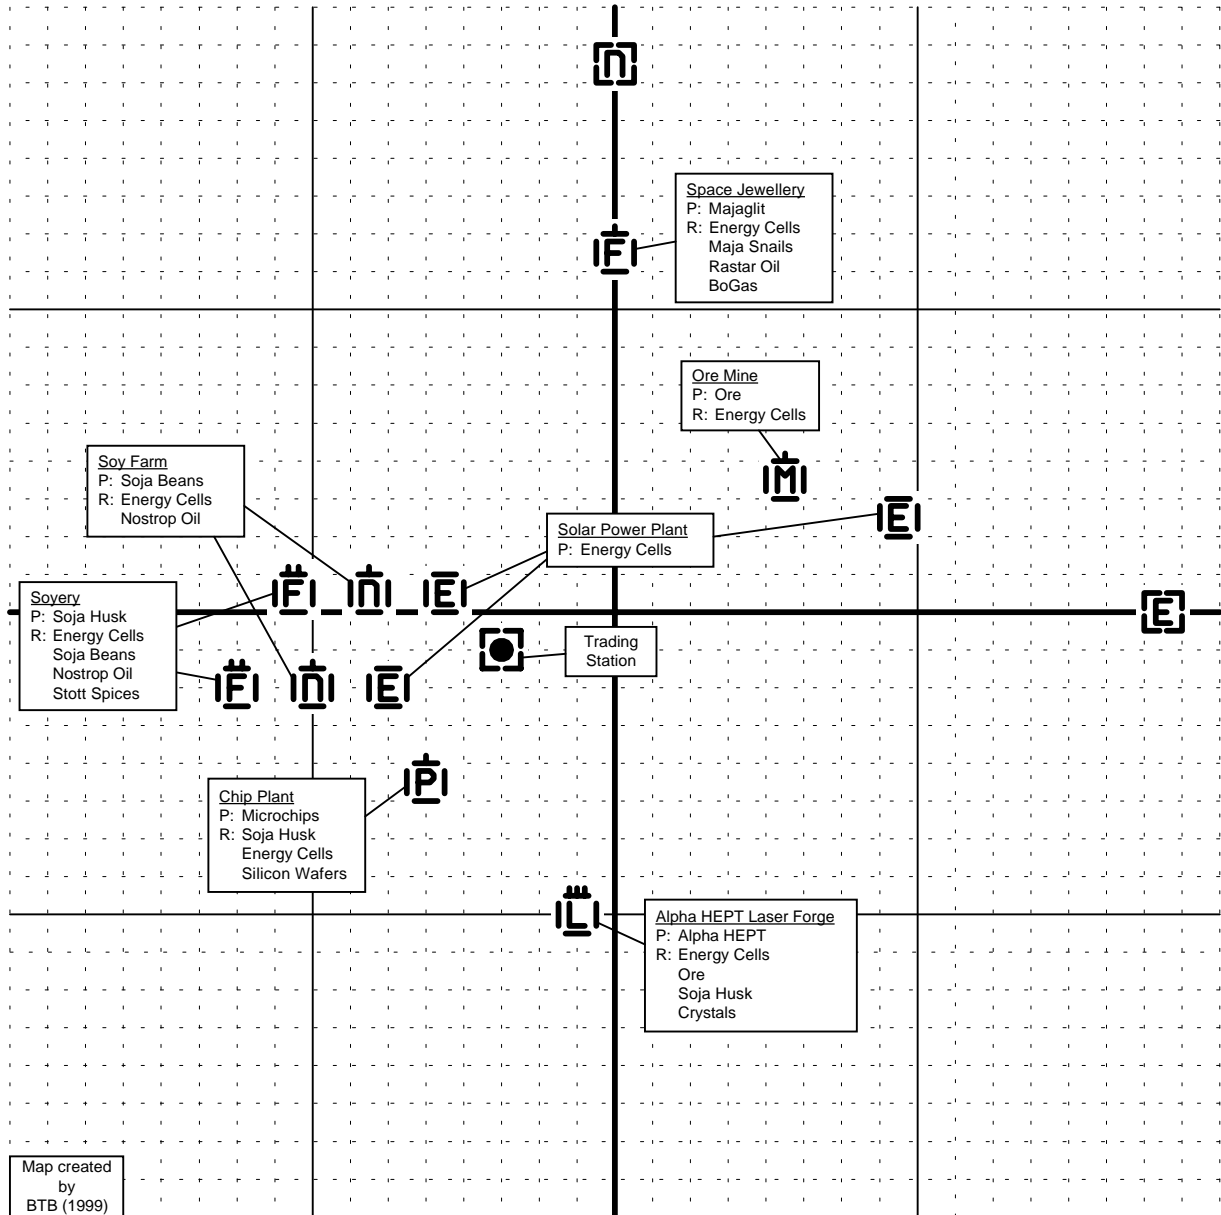 n
Space Jewellery
P: Majaglit
R: Energy Cells
Maja Snails
Rastar Oil
BoGas
F
Ore Mine
P: Ore
R: Energy Cells
M
Soy Farm
P: Soja Beans
R: Energy Cells
Nostrop Oil
Solar Power Plant
P: Energy Cells
E
F
n
E
E
Soyery
P: Soja Husk
R: Energy Cells
Soja Beans
Nostrop Oil
Stott Spices
Trading
Station
F
n
E
Chip Plant
P: Microchips
R: Soja Husk
Energy Cells
Silicon Wafers
P
L
Alpha HEPT Laser Forge
P: Alpha HEPT
R: Energy Cells
Ore
Soja Husk
Crystals
Map created
by
BTB (1999)